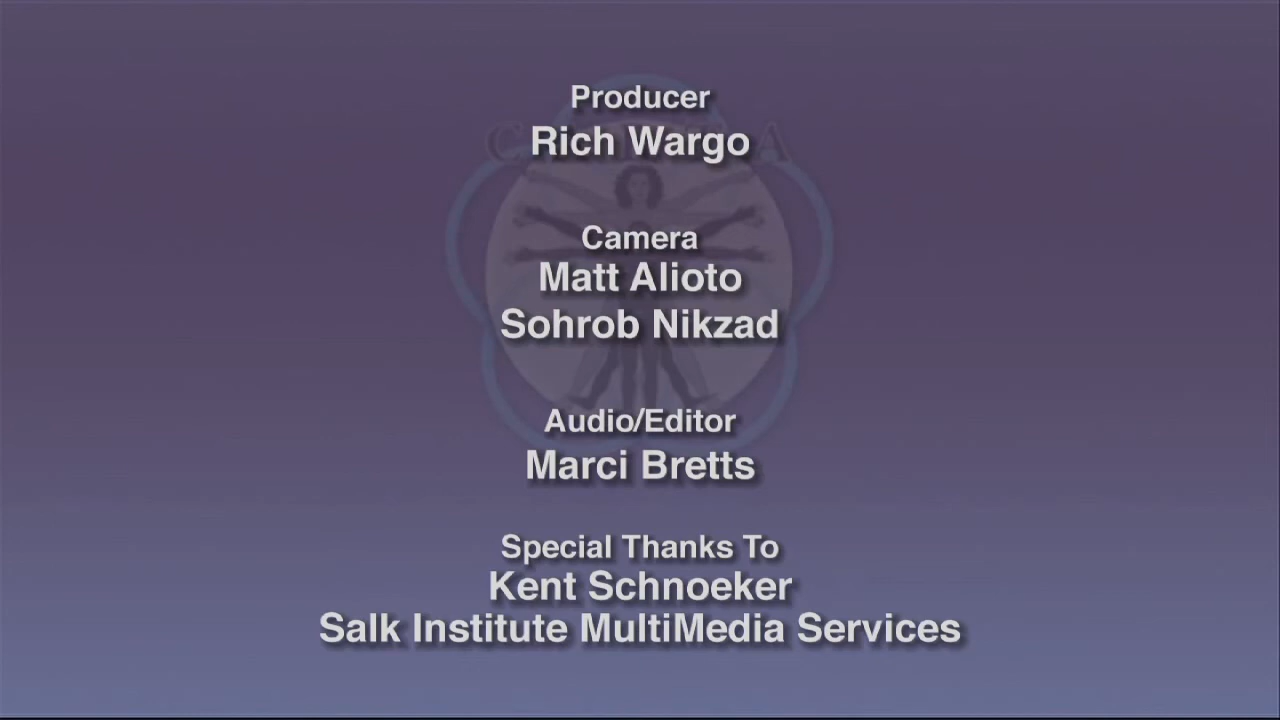 Producer
Rich Wargo
Camera
Matt Alioto
Sohrob Nikzad
Audio/Editor
Marci Bretts
Special Thanks To
Kent Schnoeker
Salk Institute MultiMedia Services